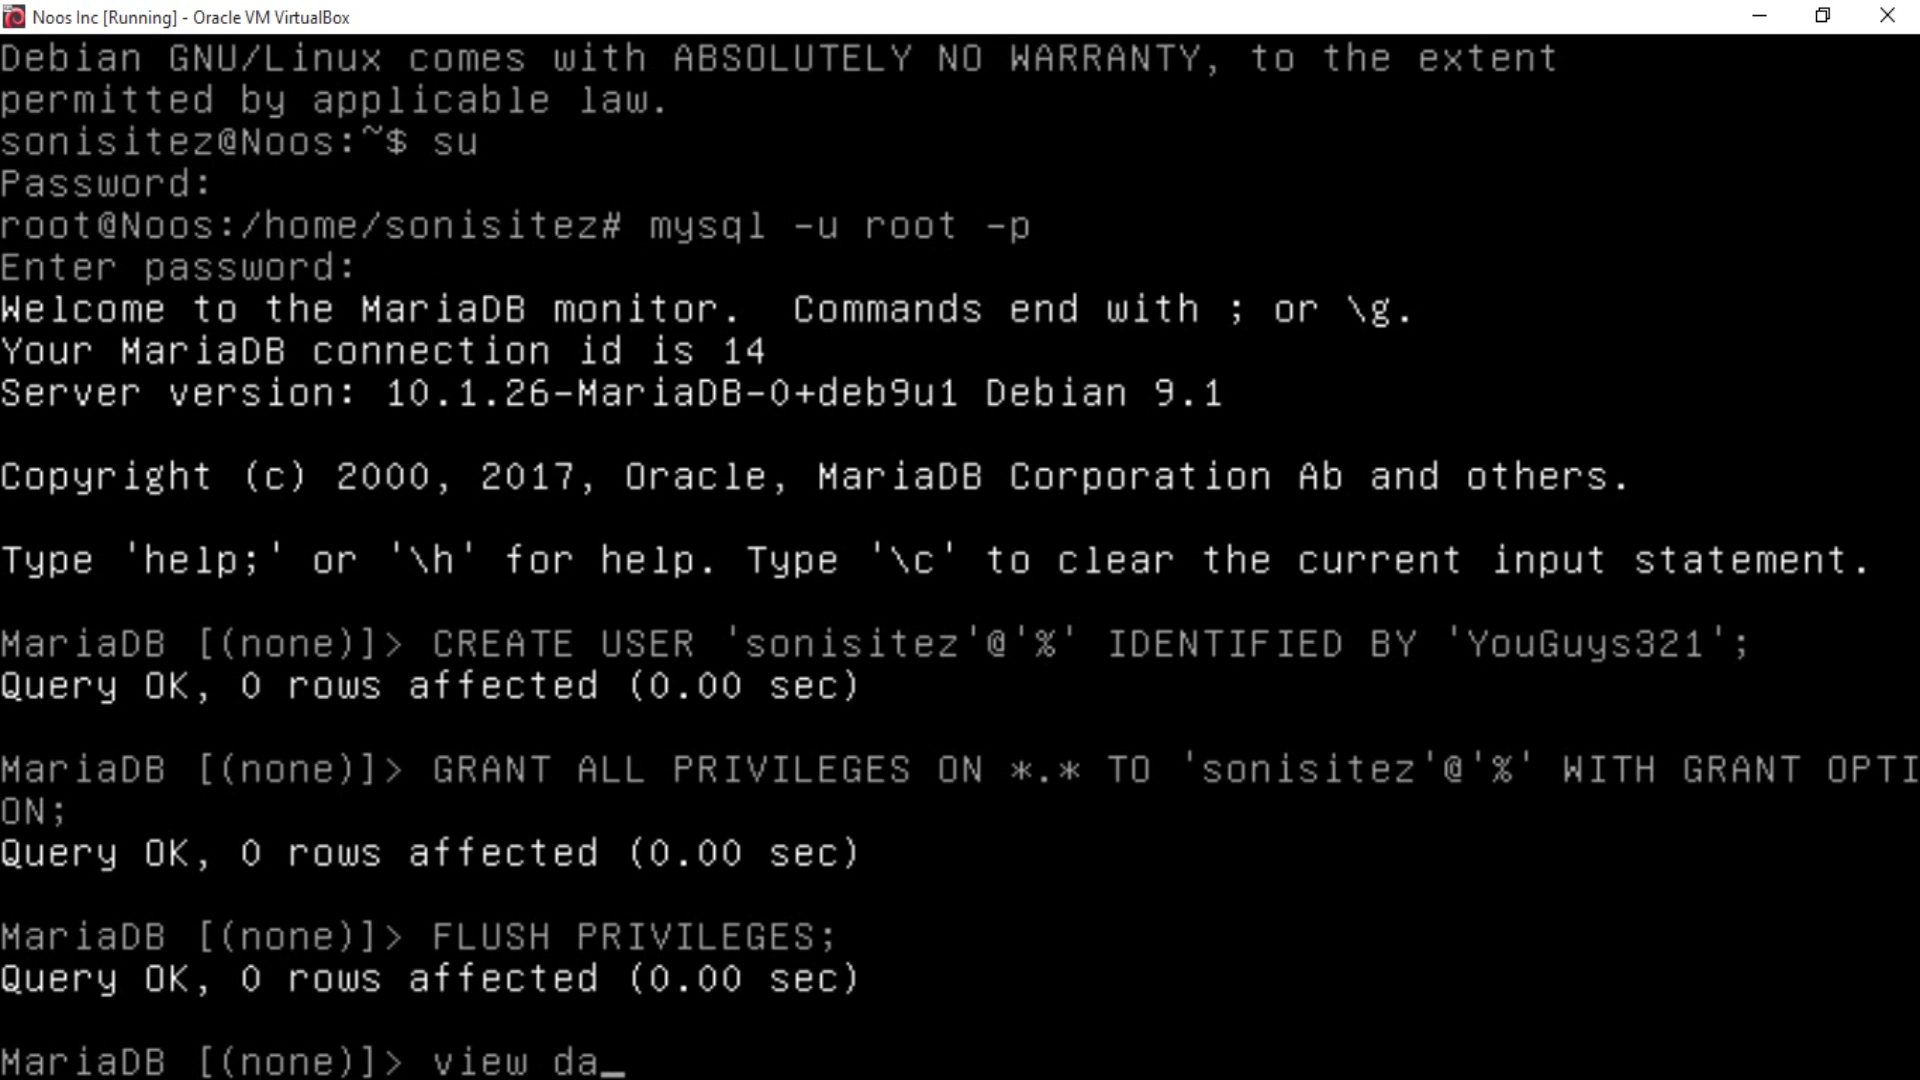 Noos Inc [Running] - Oracle VM VirtualBox
Debian GNU/Linux comes with ABSOLUTELY NO WARRANTY, to the extent
permitted by applicable law.
sonisitez@Noos:~$ su
Password:
root@Noos:/home/sonisitez# mysql -u root -p
Enter password:
Welcome to the MariaDB monitor.  Commands end with ; or \g.
Your MariaDB connection id is 14
Server version: 10.1.26-MariaDB-0+deb9u1 Debian 9.1
Copyright (c) 2000, 2017, Oracle, MariaDB Corporation Ab and others.
Type 'help;' or '\h' for help. Type '\c' to clear the current input statement.
MariaDB [(none)]> CREATE USER 'sonisitez'@'%' IDENTIFIED BY 'YouGuys321';
Query OK, 0 rows affected (0.00 sec)
MariaDB [(none)]> GRANT ALL PRIVILEGES ON *.* TO 'sonisitez'@'%' WITH GRANT OPTI
ON;
Query OK, 0 rows affected (0.00 sec)
MariaDB [(none)]> FLUSH PRIVILEGES;
Query OK, 0 rows affected (0.00 sec)
MariaDB [(none)]> view da_